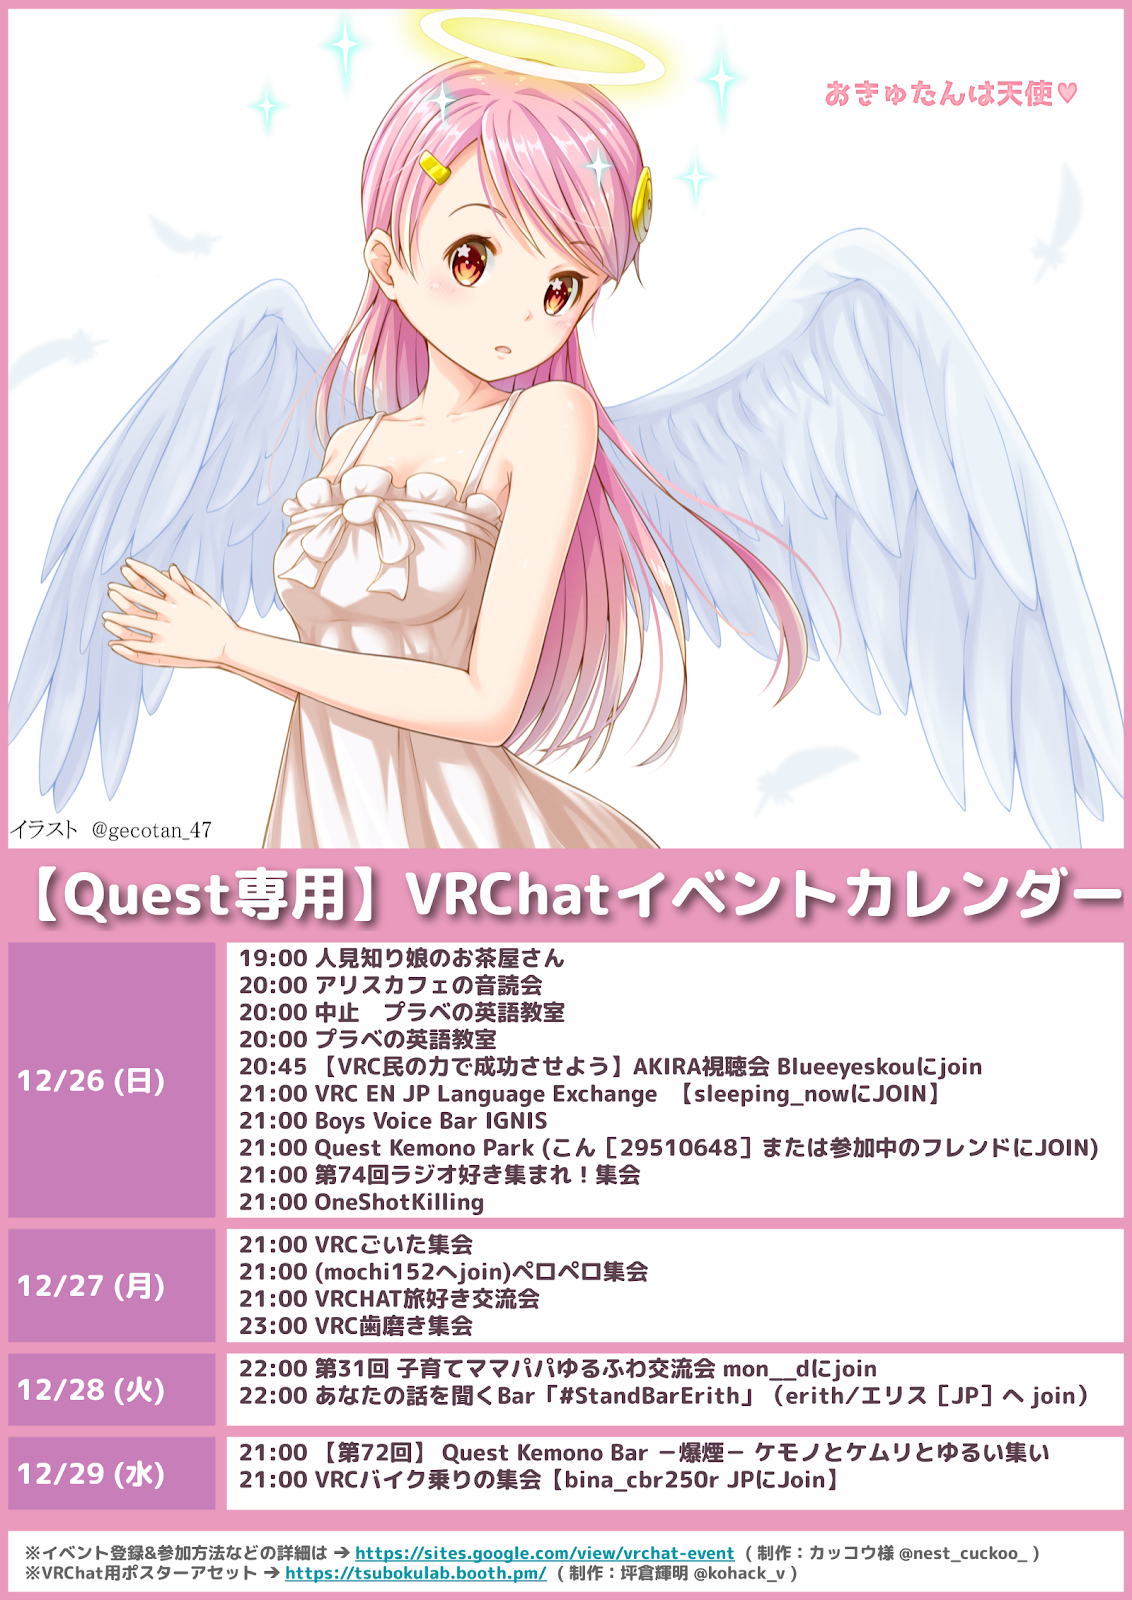 おきゅたんは天使♥
イラスト @gecotan_47
【Quest専用】VRChatイベントカレンダー
12/26 (日)
19:00 人見知り娘のお茶屋さん
20:00 アリスカフェの音読会
20:00 中止　プラベの英語教室
20:00 プラベの英語教室
20:45 【VRC民の力で成功させよう】AKIRA視聴会 Blueeyeskouにjoin
21:00 VRC EN JP Language Exchange 【sleeping_nowにJOIN】
21:00 Boys Voice Bar IGNIS
21:00 Quest Kemono Park (こん［29510648］または参加中のフレンドにJOIN)
21:00 第74回ラジオ好き集まれ！集会
21:00 OneShotKilling
12/27 (月)
21:00 VRCごいた集会
21:00 (mochi152へjoin)ペロペロ集会
21:00 VRCHAT旅好き交流会
23:00 VRC歯磨き集会
12/28 (火)
22:00 第31回 子育てママパパゆるふわ交流会 mon__dにjoin
22:00 あなたの話を聞くBar「#StandBarErith」（erith/エリス［JP］へ join）
12/29 (水)
21:00 【第72回】 Quest Kemono Bar －爆煙－ ケモノとケムリとゆるい集い
21:00 VRCバイク乗りの集会【bina_cbr250r JPにJoin】
※イベント登録&参加方法などの詳細は → https://sites.google.com/view/vrchat-event ( 制作：カッコウ様 @nest_cuckoo_ )
※VRChat用ポスターアセット → https://tsubokulab.booth.pm/ ( 制作：坪倉輝明 @kohack_v )